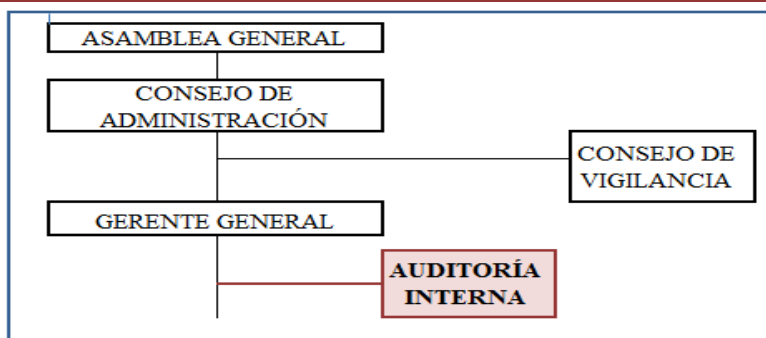 ASAMBLEA GENERAL
CONSEJO DE
ADMINISTRACIÓN
CONSEJO DE
VIGILANCIA
GERENTE GENERAL
AUDITORÍA
INTERNA